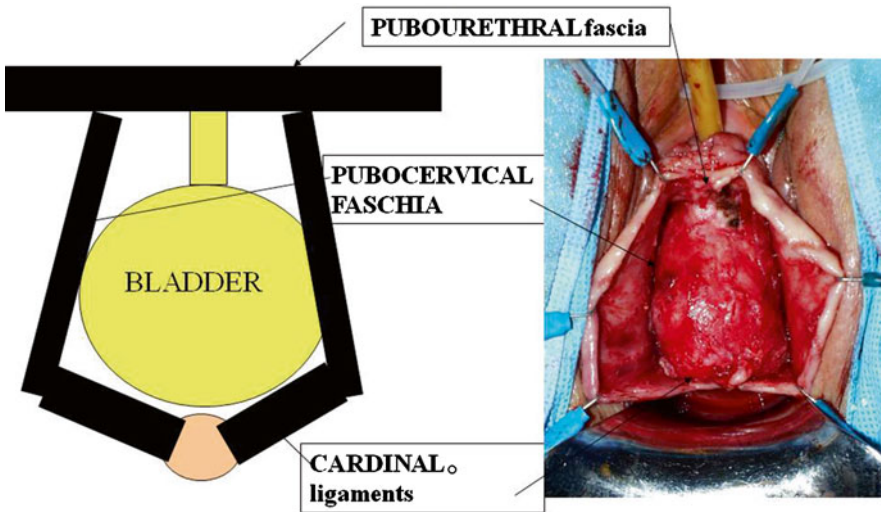 PUBOURETHRAL fascia
PUBOCERVICAL
FASCHIA
BLADDER
CARDINAL。
ligaments